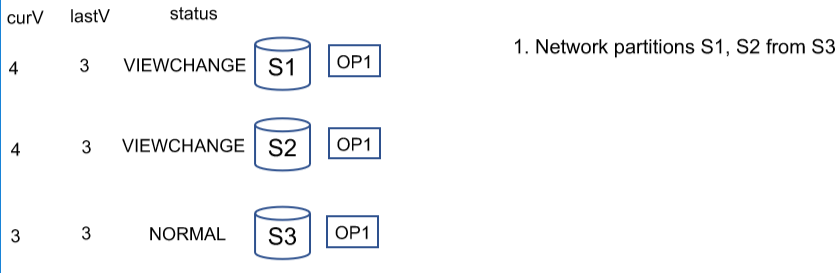 curV lastV status
4 3 VIEWCHANGE S1 OP1
4 3 VIEWCHANGE S2 OP1
3 3 NORMAL S3 OP1
1. Network partitions S1, S2 from S3